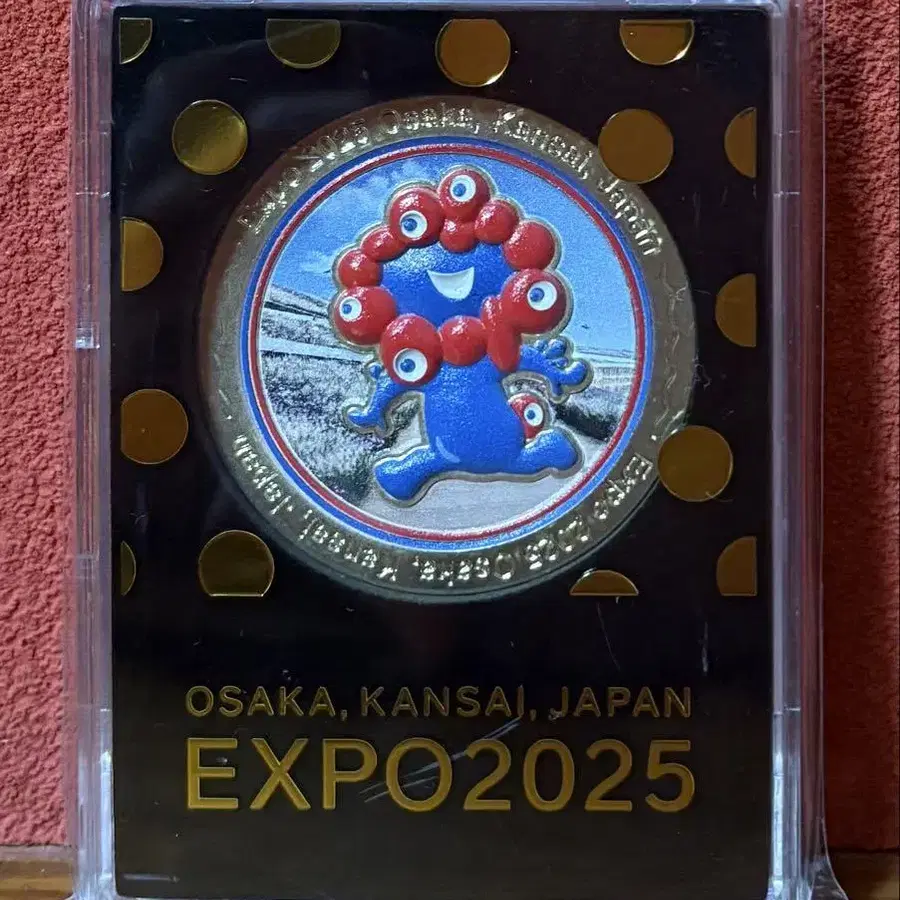 Expo 2025 Osaka, Kansai, Japan
Expo 2025 Osaka, Kansai, Japan
OSAKA, KANSAI, JAPAN
EXPO2025